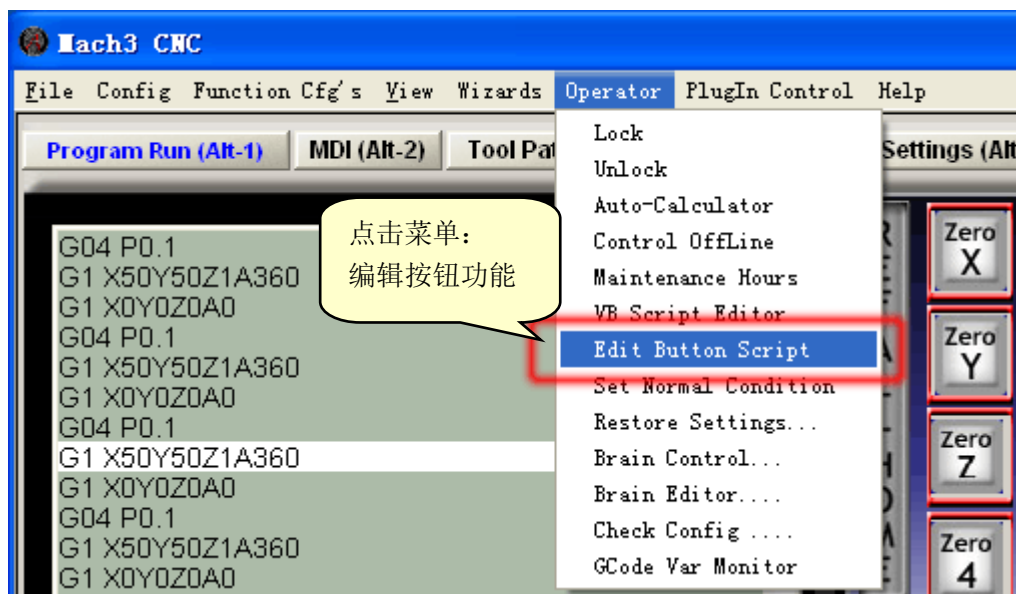 Mach3 CNC
File Config Function Cfg's View Wizards Operator PlugIn Control Help
Program Run (Alt-1) MDI (Alt-2) Tool Settings (Alt
Lock
Unlock
Auto-Calculator
Control OffLine
Maintenance Hours
VB Script Editor
Edit Button Script
Set Normal Condition
Restore Settings...
Brain Control...
Brain Editor....
Check Config ....
GCode Var Monitor
点击菜单：
编辑按钮功能
G04 P0.1
G1 X50Y50Z1A360
G1 X0Y0Z0A0
G04 P0.1
G1 X50Y50Z1A360
G1 X0Y0Z0A0
G04 P0.1
G1 X50Y50Z1A360
G1 X0Y0Z0A0
G04 P0.1
G1 X50Y50Z1A360
G1 X0Y0Z0A0
Zero
X
Zero
Y
Zero
Z
Zero
4